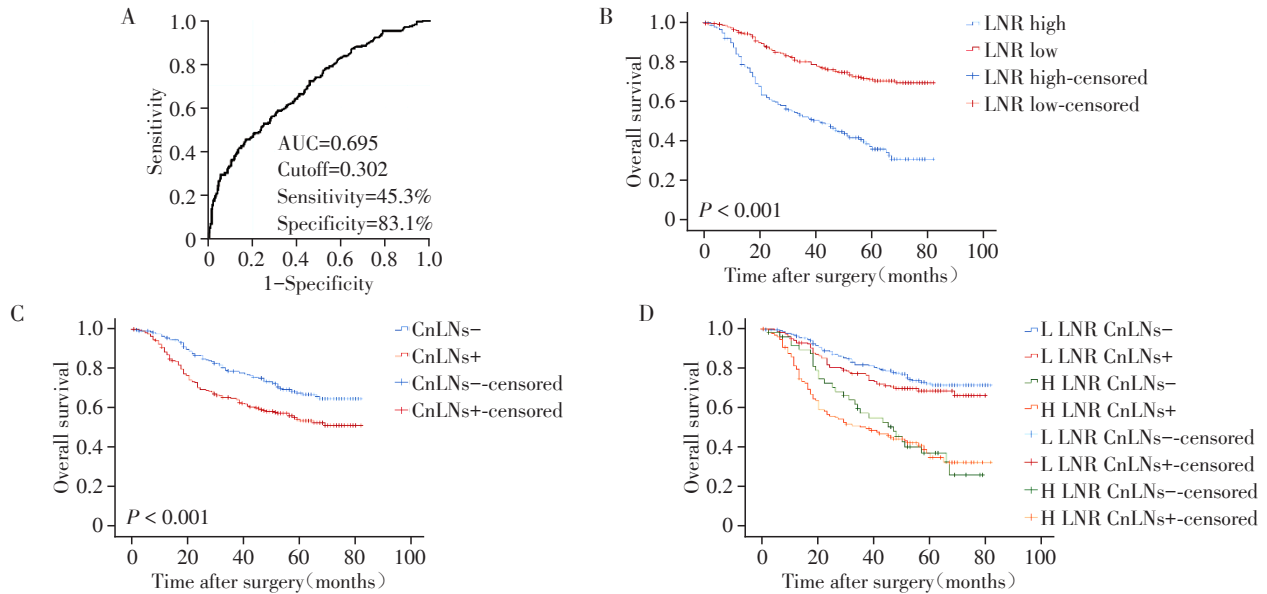 A
1.0
0.8
0.6
0.4
0.2
0
Sensitivity
AUC=0.695
Cutoff=0.302
Sensitivity=45.3%
Specificity=83.1%
0 0.2 0.4 0.6 0.8 1.0
1-Specificity
B
1.0
0.8
0.6
0.4
0.2
0
Overall survival
P < 0.001
0 20 40 60 80 100
Time after surgery(months)
LNR high
LNR low
LNR high-censored
LNR low-censored
C
1.0
0.8
0.6
0.4
0.2
0
Overall survival
P < 0.001
0 20 40 60 80 100
Time after surgery(months)
CnLNs-
CnLNs+
CnLNs--censored
CnLNs+-censored
D
1.0
0.8
0.6
0.4
0.2
0
Overall survival
0 20 40 60 80 100
Time after surgery(months)
L LNR CnLNs-
L LNR CnLNs+
H LNR CnLNs-
H LNR CnLNs+
L LNR CnLNs--censored
L LNR CnLNs+-censored
H LNR CnLNs--censored
H LNR CnLNs+-censored